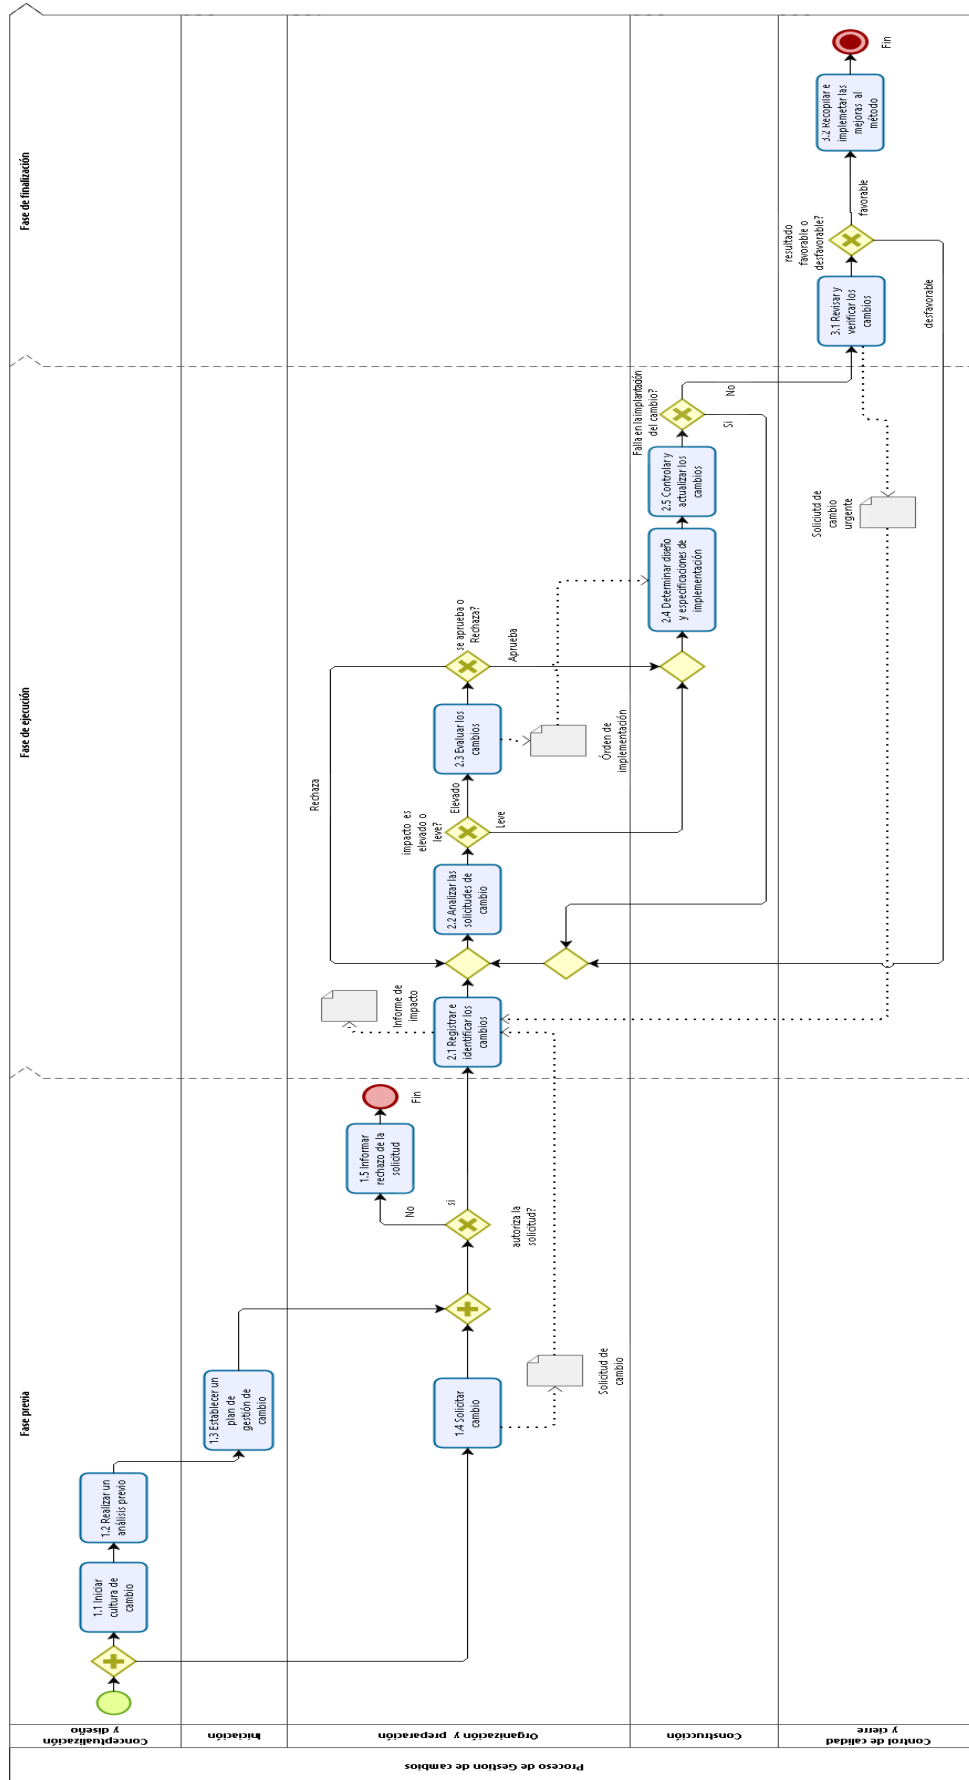 Proceso de Gestion de cambios
Conceptualización
y diseño
Iniciación
Organización y preparación
Construcción
Control de calidad
y cierre
Fase previa
Fase de ejecución
Fase de finalización
1.1 Iniciar
cultura de
cambio
1.2 Realizar un
análisis previo
1.3 Establecer un
plan de
gestión de
cambio
1.4 Solicitar
cambio
Solicitud de
cambio
autoriza la
solicitud?
No
si
1.5 Informar
rechazo de la
solicitud
Fin
2.1 Registrar e
identificar los
cambios
Informe de
impacto
2.2 Analizar las
solicitudes de
cambio
impacto es
elevado o
leve?
Elevado
Leve
2.3 Evaluar los
cambios
Órden de
implementación
se aprueba o
Rechaza?
Rechaza
Aprueba
2.4 Determinar diseño
y especificaciones de
implementación
2.5 Controlar y
actualizar los
cambios
Falla en la implantación
del cambio?
No
Si
Soliciutd de
cambio
urgente
3.1 Revisar y
verificar los
cambios
resultado
favorable o
desfavorable?
favorable
desfavorable
3.2 Recopilar e
implemetar las
mejoras al
método
Fin